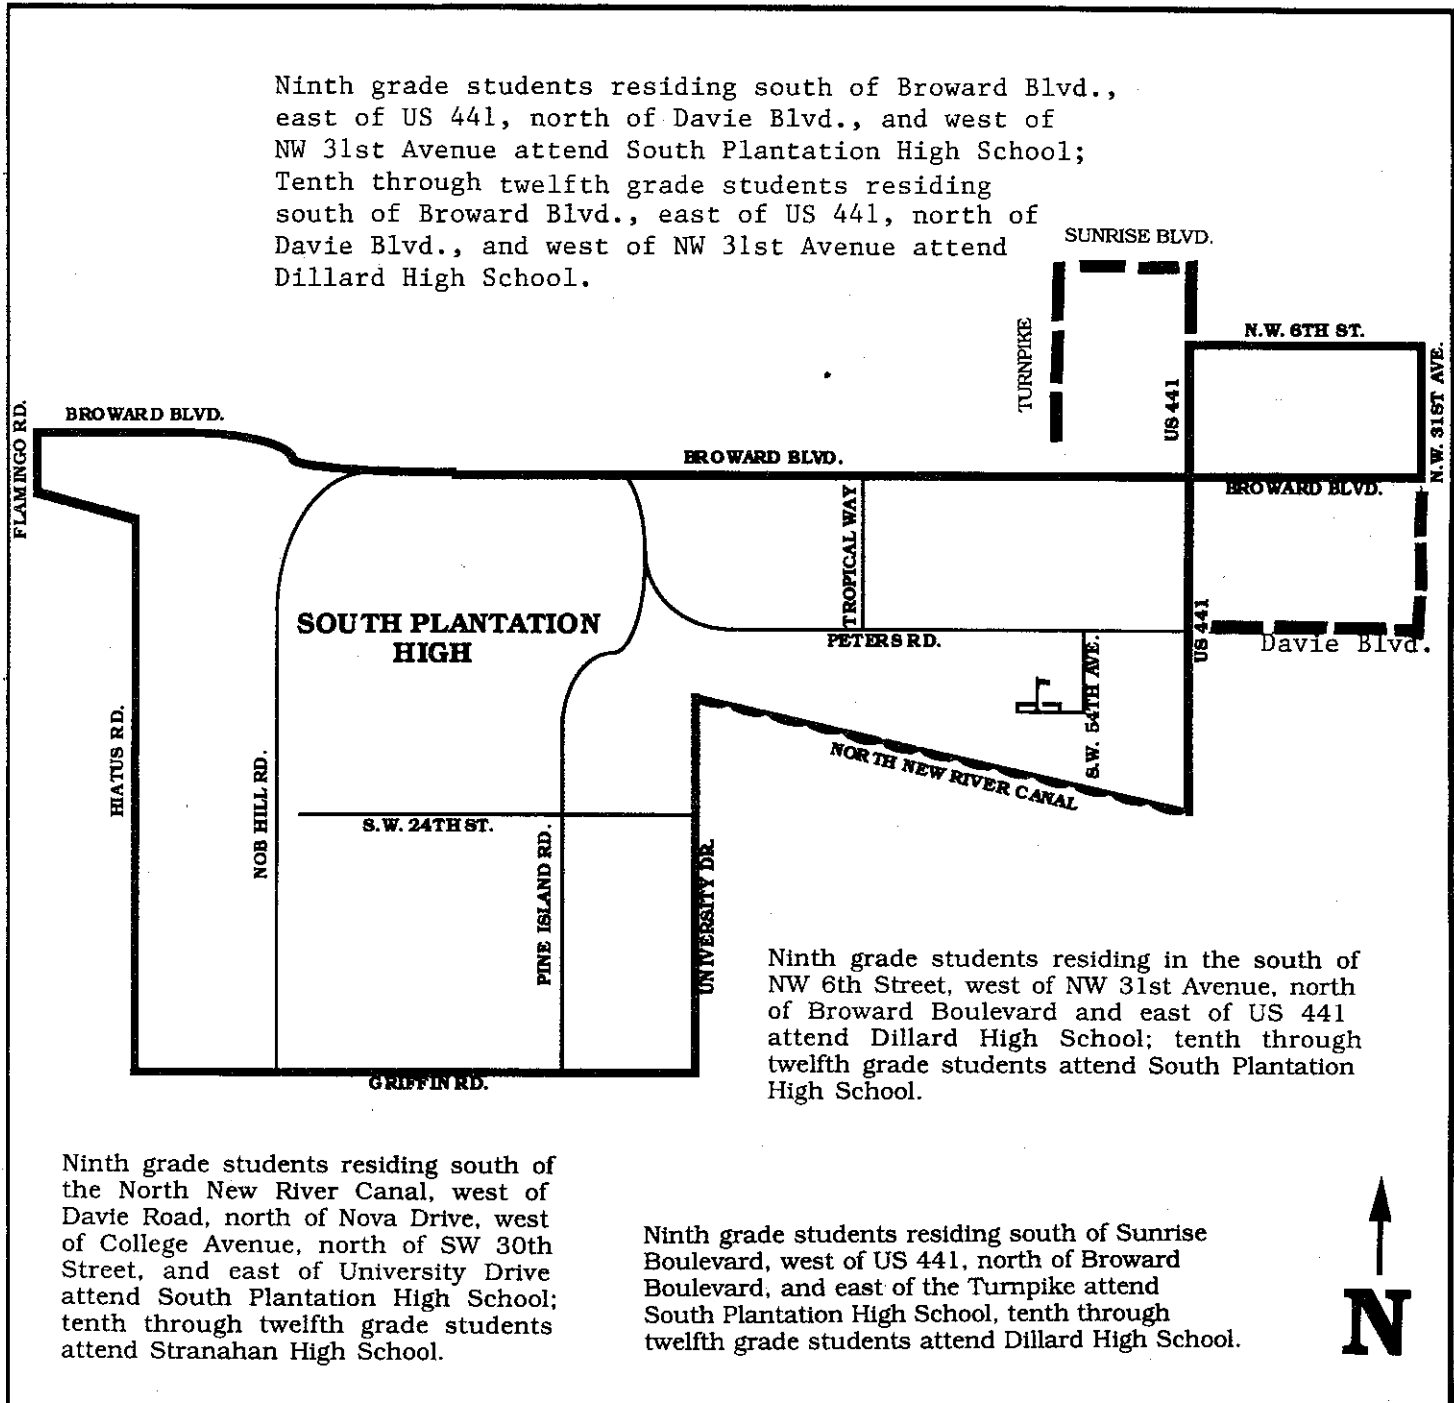 Ninth grade students residing south of Broward Blvd.,
east of US 441, north of Davie Blvd., and west of
NW 31st Avenue attend South Plantation High School;
Tenth through twelfth grade students residing
south of Broward Blvd., east of US 441, north of
Davie Blvd., and west of NW 31st Avenue attend
Dillard High School.
SUNRISE BLVD.
TURNPIKE
N.W. 6TH ST.
US 441
N.W. 31ST AVE.
FLAMINGO RD.
BROWARD BLVD.
BROWARD BLVD.
BROWARD BLVD.
TROPICAL WAY
SOUTH PLANTATION
HIGH
PETERS RD.
US 441
Davie Blvd.
S.W. 54TH AVE.
HIATUS RD.
NOB HILL RD.
NORTH NEW RIVER CANAL
S.W. 24TH ST.
PINE ISLAND RD.
UNIVERSITY DR.
GRIFFIN RD.
Ninth grade students residing in the south of
NW 6th Street, west of NW 31st Avenue, north
of Broward Boulevard and east of US 441
attend Dillard High School; tenth through
twelfth grade students attend South Plantation
High School.
Ninth grade students residing south of
the North New River Canal, west of
Davie Road, north of Nova Drive, west
of College Avenue, north of SW 30th
Street, and east of University Drive
attend South Plantation High School;
tenth through twelfth grade students
attend Stranahan High School.
Ninth grade students residing south of Sunrise
Boulevard, west of US 441, north of Broward
Boulevard, and east of the Turnpike attend
South Plantation High School, tenth through
twelfth grade students attend Dillard High School.
N